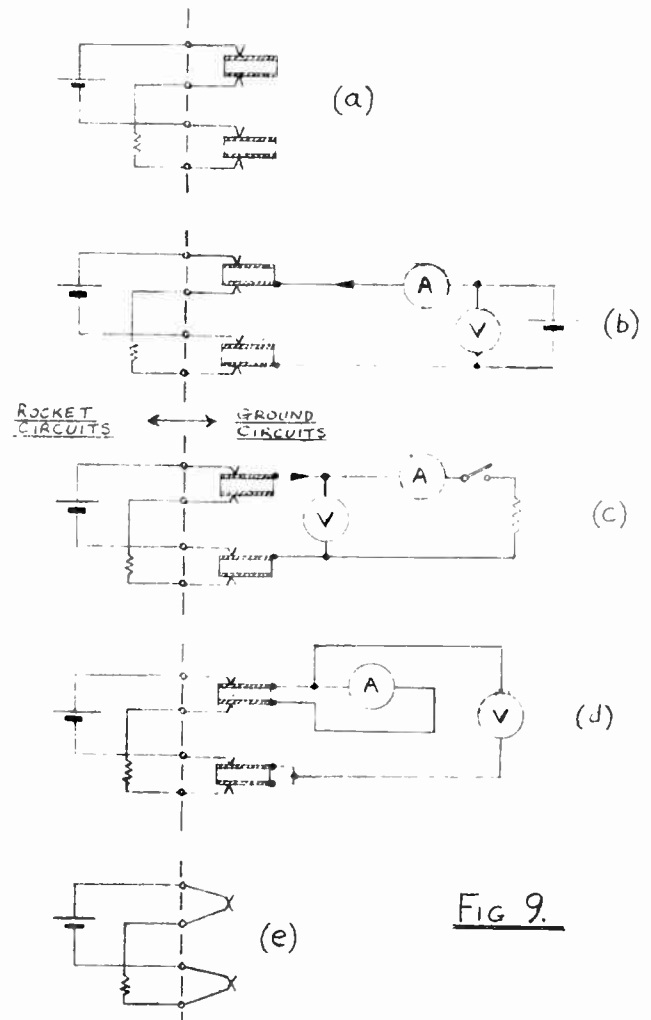 (a)
A
V
(b)
ROCKET CIRCUITS
GROUND CIRCUITS
V
A
(c)
A
V
(d)
(e)
FIG 9.